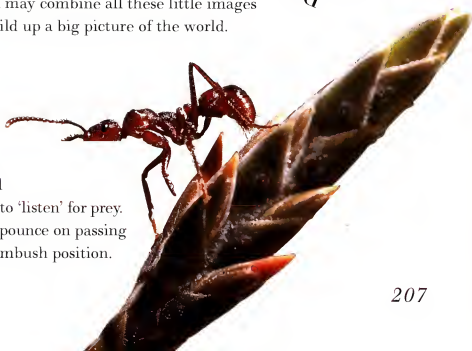 may combine all these little images
ild up a big picture of the world.
to ‘listen’ for prey.
pounce on passing
mbush position.
207